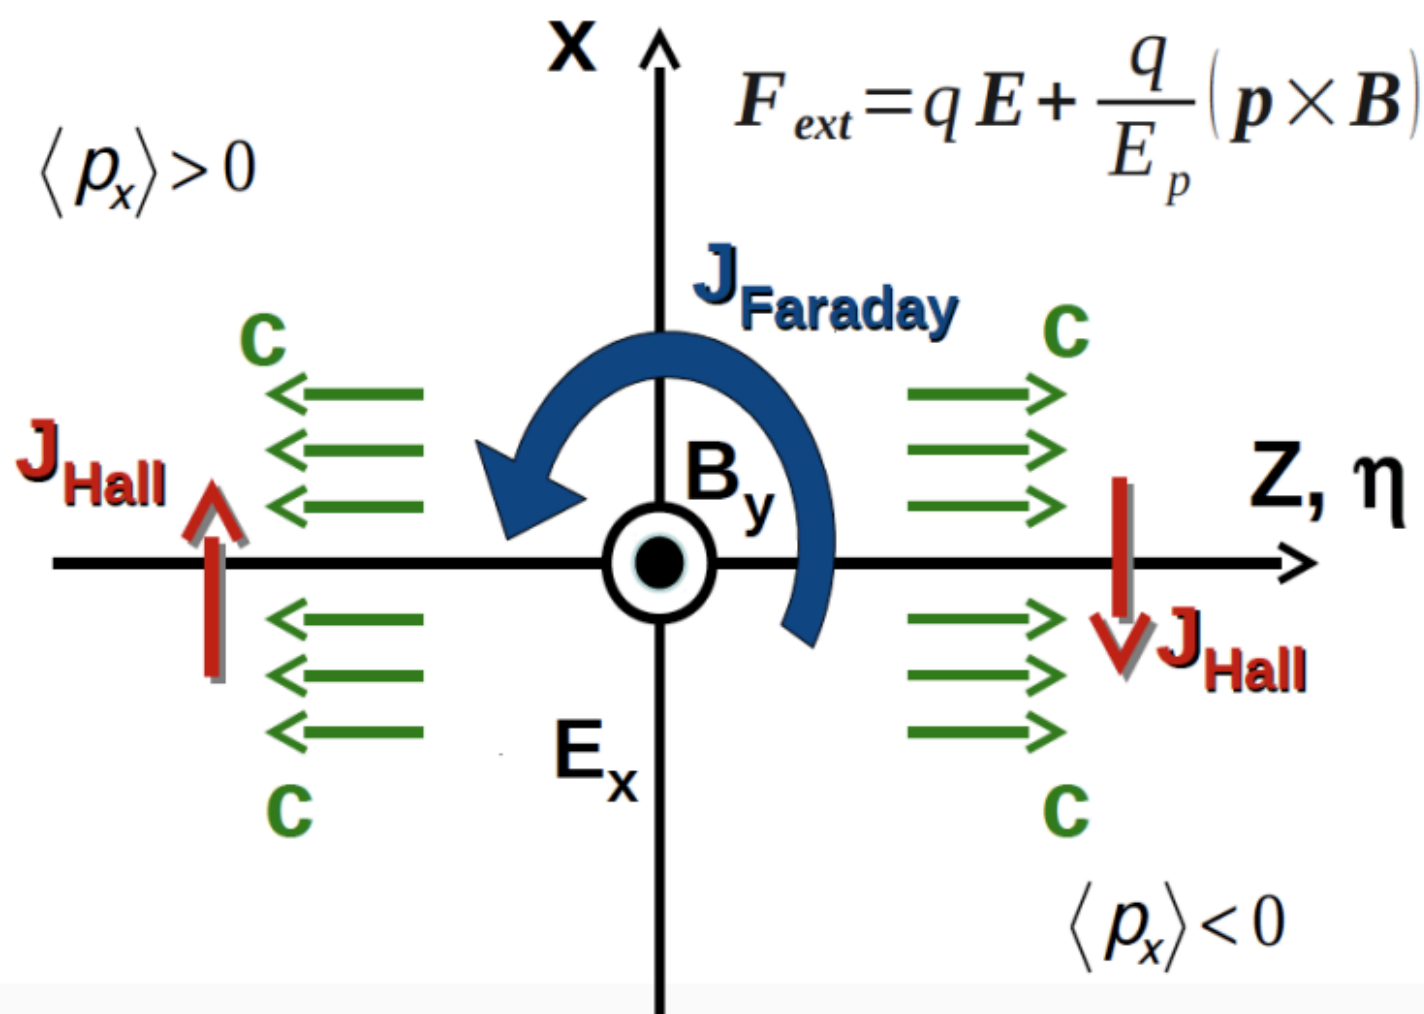 x
F_ext = q E + q/E_p (p × B)
⟨p_x⟩ > 0
J_Faraday
c
c
J_Hall
B_y
Z, η
J_Hall
E_x
c
c
⟨p_x⟩ < 0